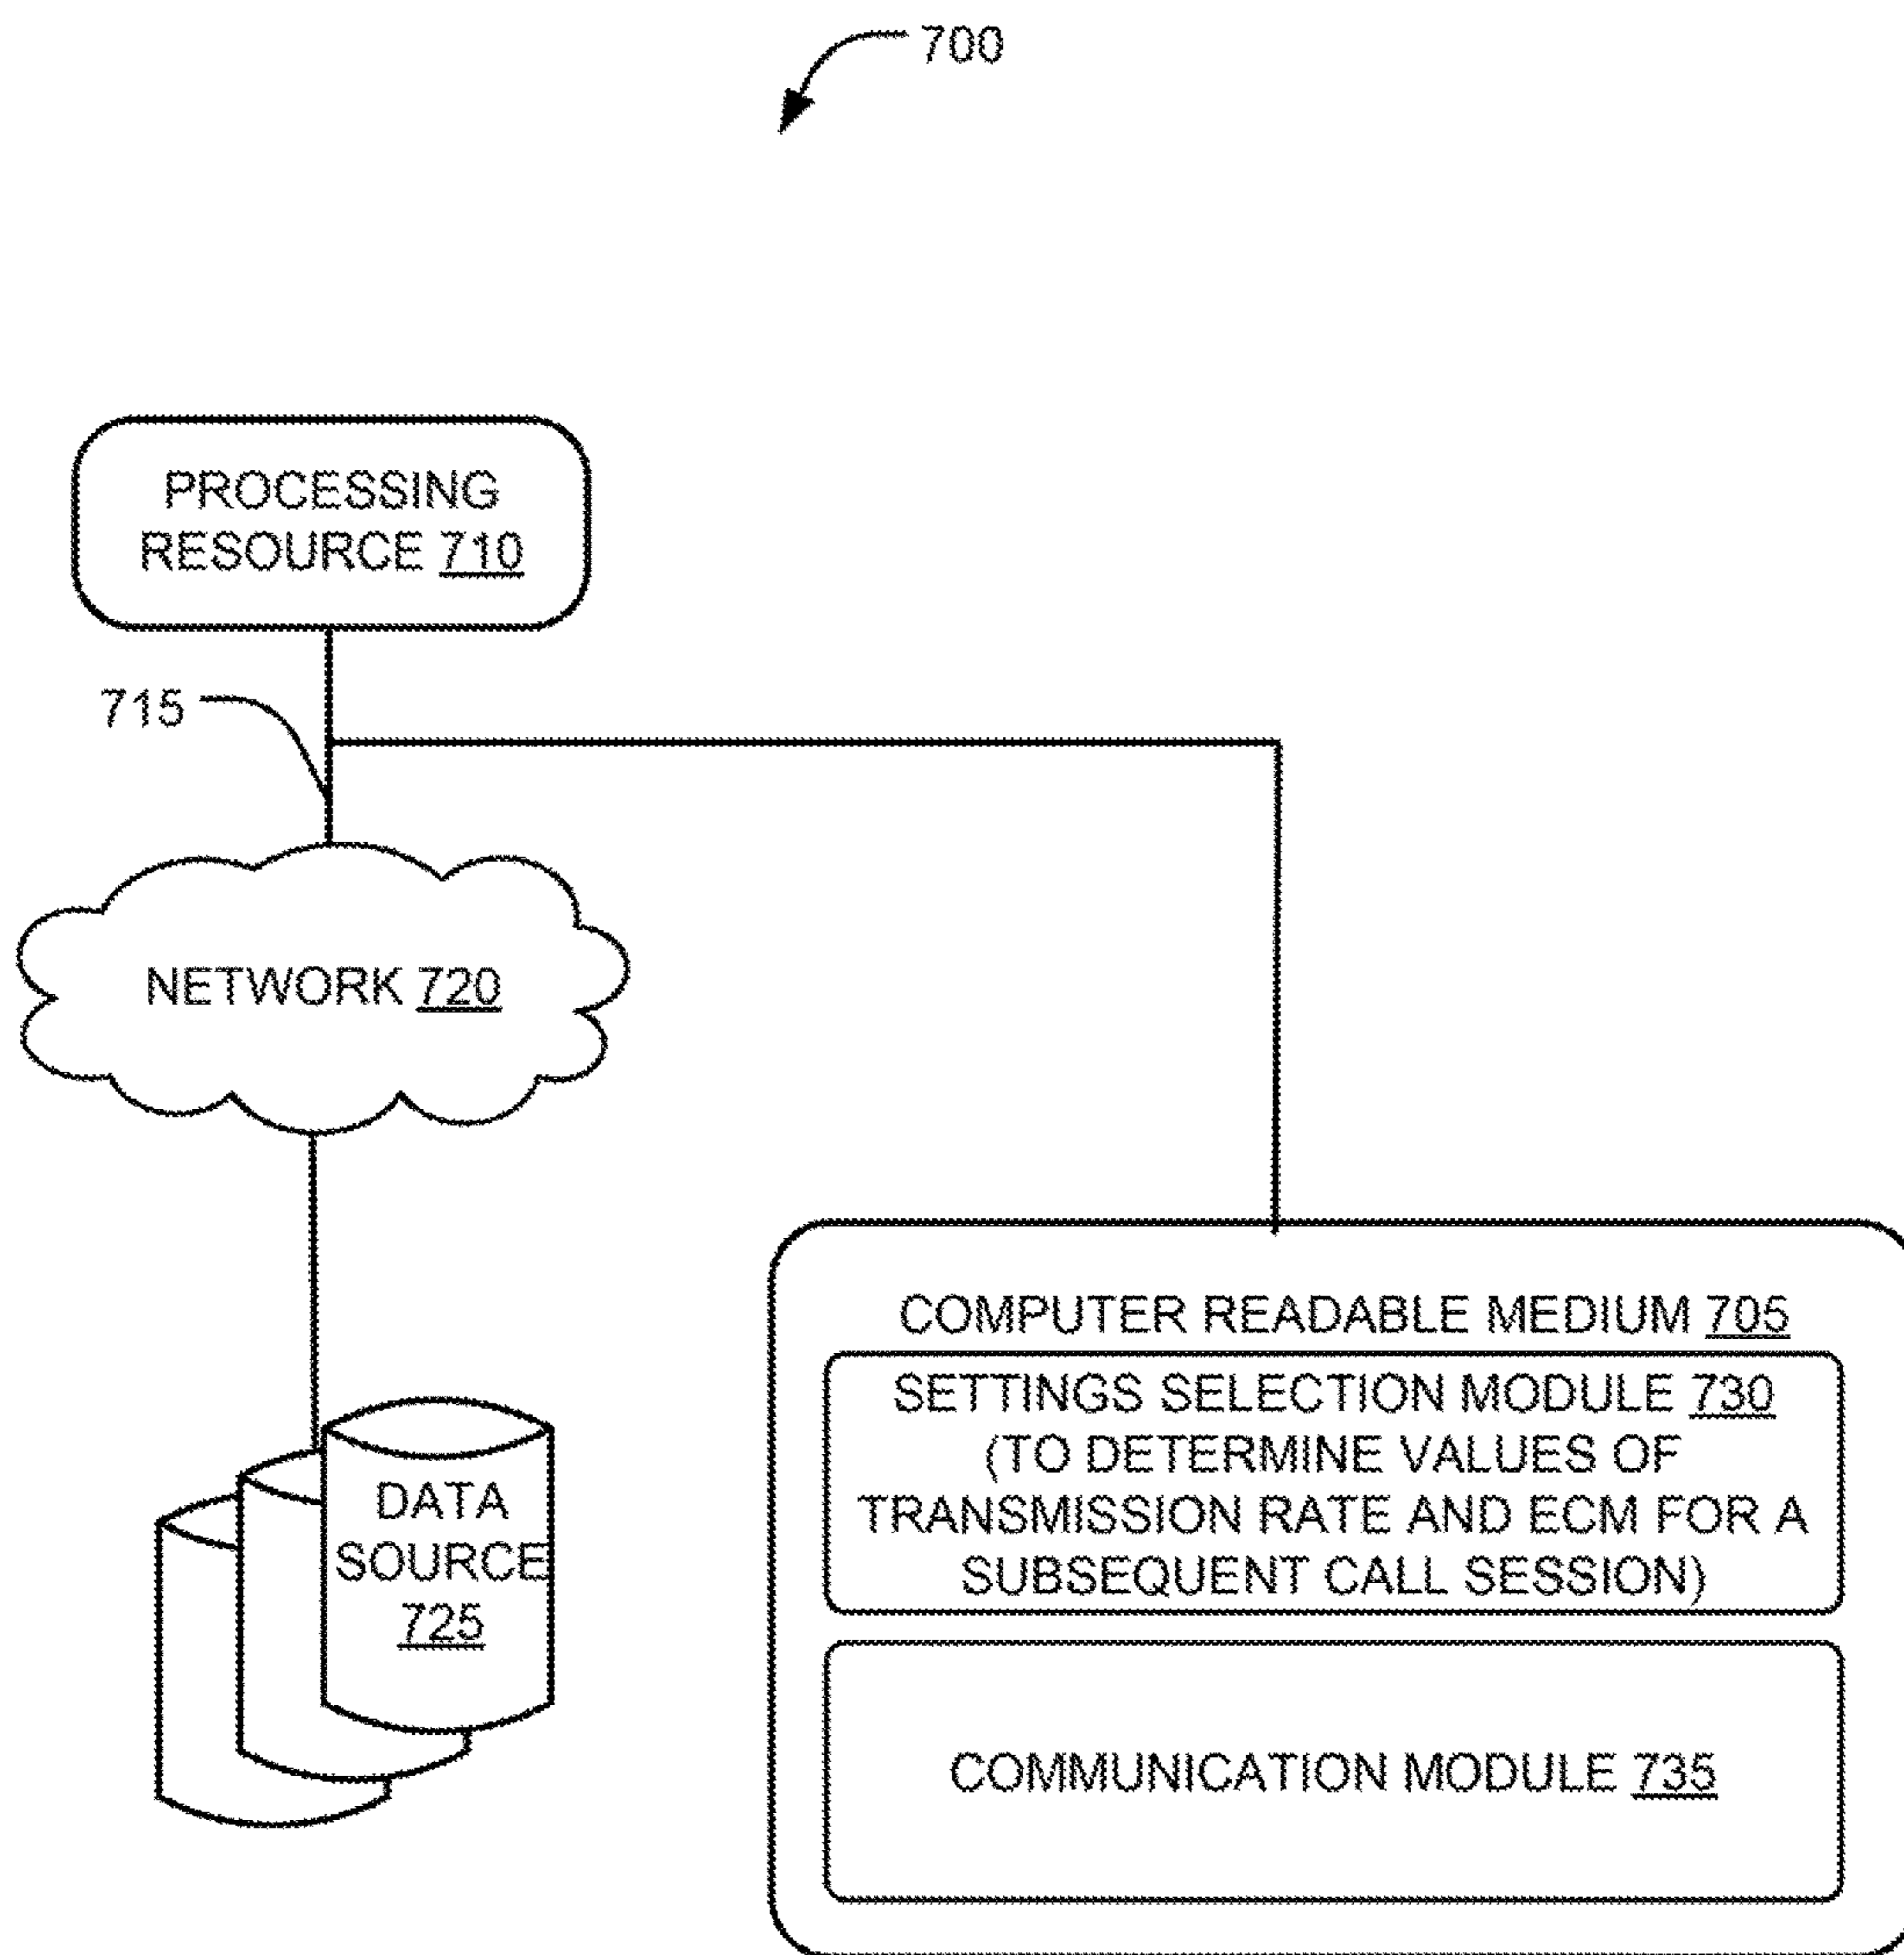 700
PROCESSING
RESOURCE 710
715
NETWORK 720
DATA
SOURCE
725
COMPUTER READABLE MEDIUM 705
SETTINGS SELECTION MODULE 730
(TO DETERMINE VALUES OF
TRANSMISSION RATE AND ECM FOR A
SUBSEQUENT CALL SESSION)
COMMUNICATION MODULE 735